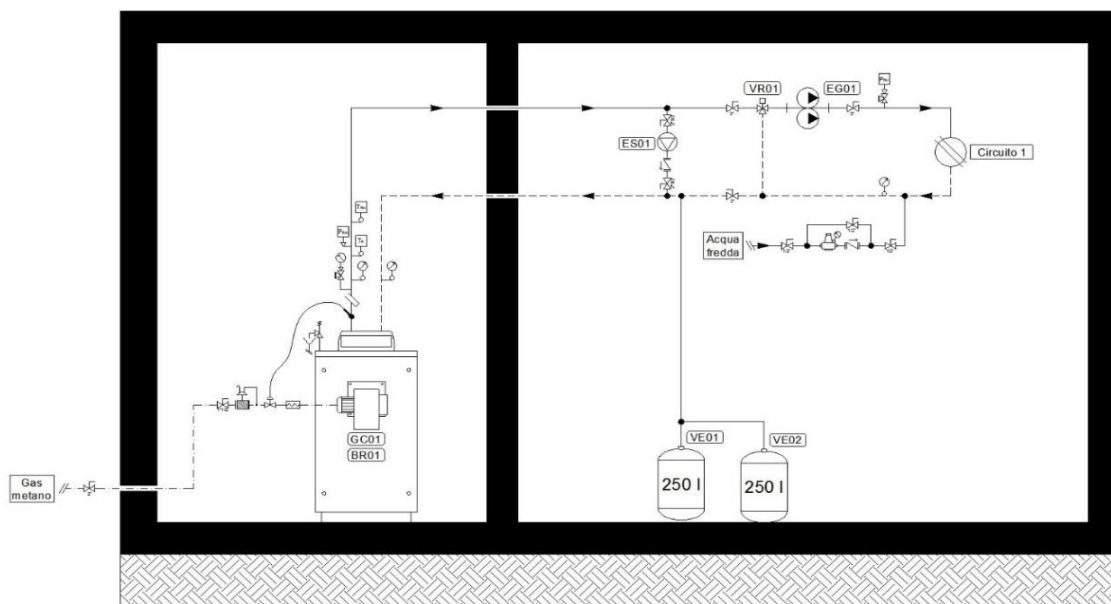 VR01
EG01
ES01
Circuito 1
Acqua
fredda
GC01
BR01
VE01
VE02
Gas
metano
250 l
250 l